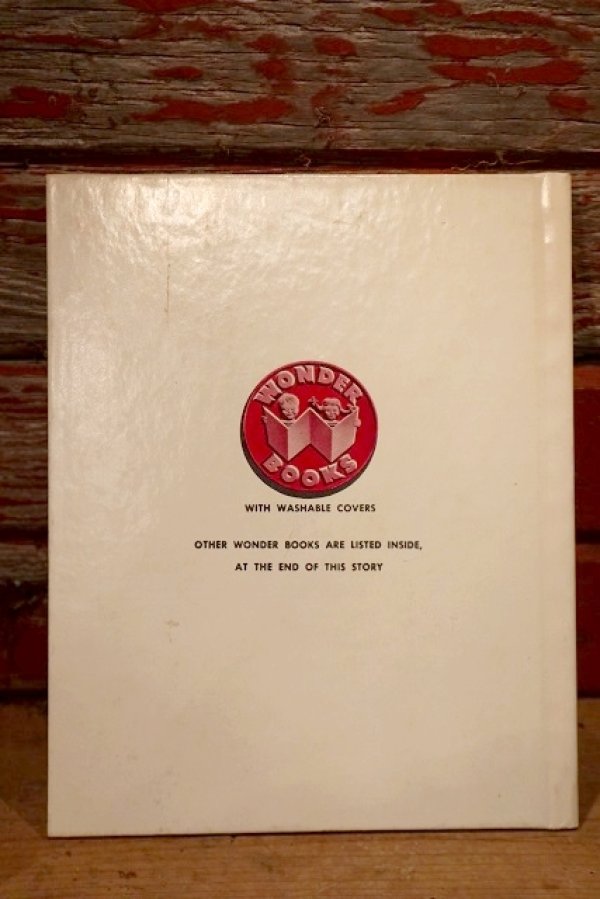 WONDER
BOOKS
WITH WASHABLE COVERS
OTHER WONDER BOOKS ARE LISTED INSIDE,
AT THE END OF THIS STORY